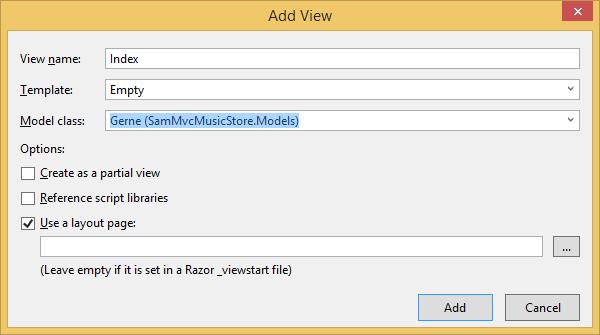 Add View
View name: Index
Template: Empty
Model class: Gerne (SamMvcMusicStore.Models)
Options:
Create as a partial view
Reference script libraries
Use a layout page:
...
(Leave empty if it is set in a Razor _viewstart file)
Add Cancel